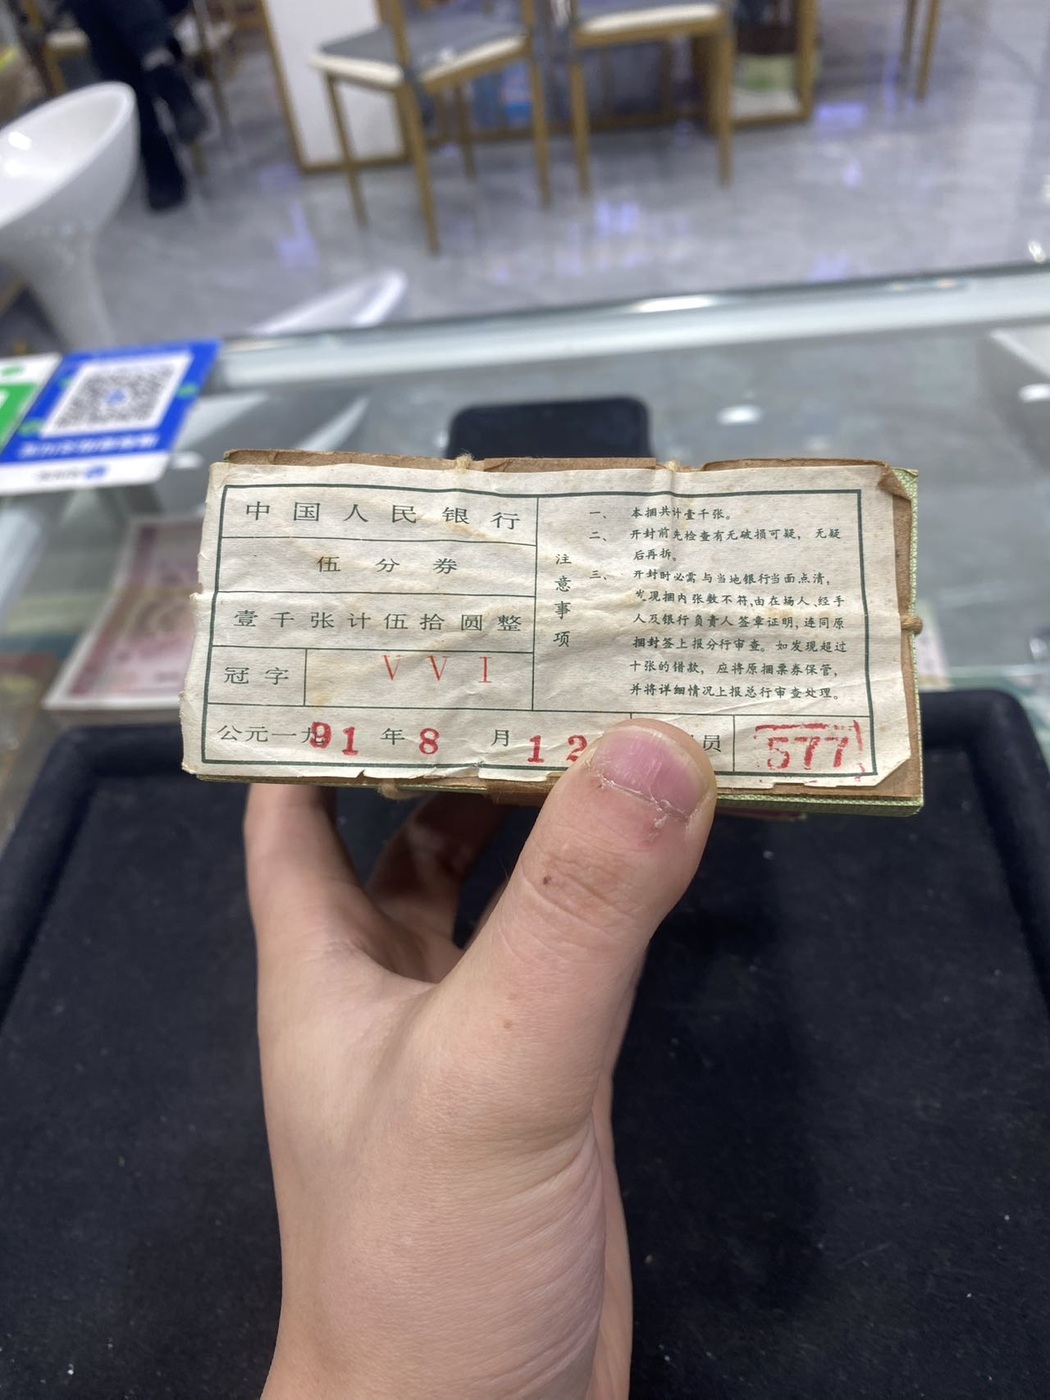 中国人民银行
伍分券
壹千张计伍拾圆整
冠字 VVI
公元一九91年8月12
员 577
注意事项
一、本捆共计壹千张。
二、开封前先检查有无破损可疑，无疑
后再拆。
三、开封时必需与当地银行当面点清，
发现捆内张数不符,由在场人、经手
人及银行负责人签章证明,连同原
捆封签上报分行审查。如发现超过
十张的错款，应将原捆票券保管，
并将详细情况上报总行审查处理。